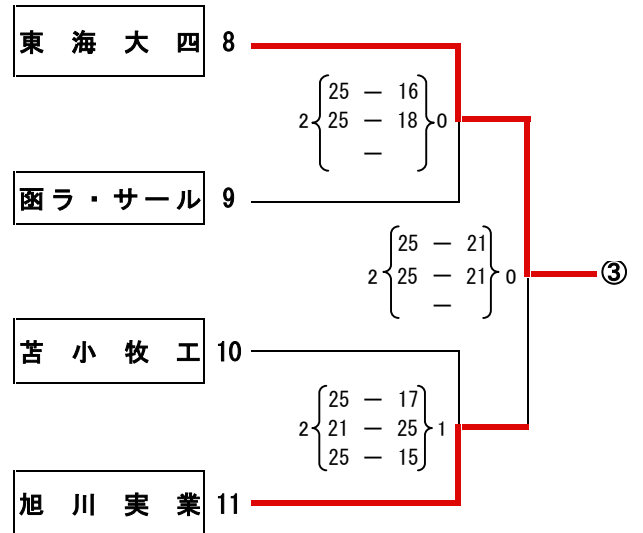 東海大四 8
25 — 16
2 25 — 18 0
—
函ラ・サール 9
25 — 21
2 25 — 21 0
—
③
苫小牧工 10
25 — 17
2 21 — 25 1
25 — 15
旭川実業 11